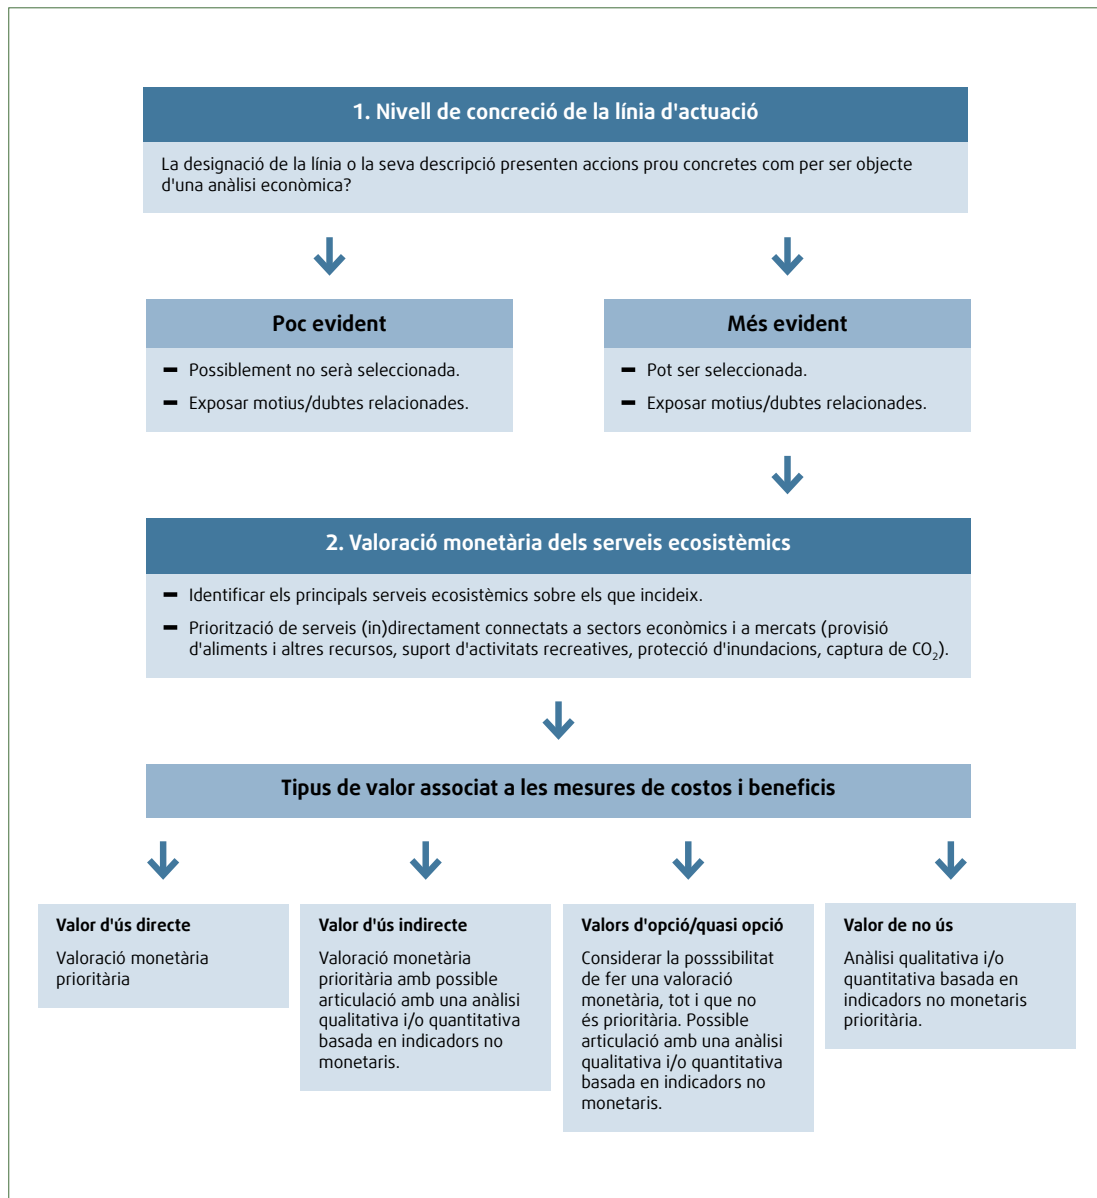 1. Nivell de concreció de la línia d'actuació
La designació de la línia o la seva descripció presenten accions prou concretes com per ser objecte
d'una anàlisi econòmica?
Poc evident
– Possiblement no serà seleccionada.
– Exposar motius/dubtes relacionades.
Més evident
– Pot ser seleccionada.
– Exposar motius/dubtes relacionades.
2. Valoració monetària dels serveis ecosistèmics
– Identificar els principals serveis ecosistèmics sobre els que incideix.
– Priorització de serveis (in)directament connectats a sectors econòmics i a mercats (provisió
d'aliments i altres recursos, suport d'activitats recreatives, protecció d'inundacions, captura de CO₂).
Tipus de valor associat a les mesures de costos i beneficis
Valor d'ús directe
Valoració monetària
prioritària
Valor d'ús indirecte
Valoració monetària
prioritària amb possible
articulació amb una anàlisi
qualitativa i/o quantitativa
basada en indicadors no
monetaris.
Valors d'opció/quasi opció
Considerar la posssibilitat
de fer una valoració
monetària, tot i que no
és prioritària. Possible
articulació amb una anàlisi
qualitativa i/o quantitativa
basada en indicadors no
monetaris.
Valor de no ús
Anàlisi qualitativa i/o
quantitativa basada en
indicadors no monetaris
prioritària.